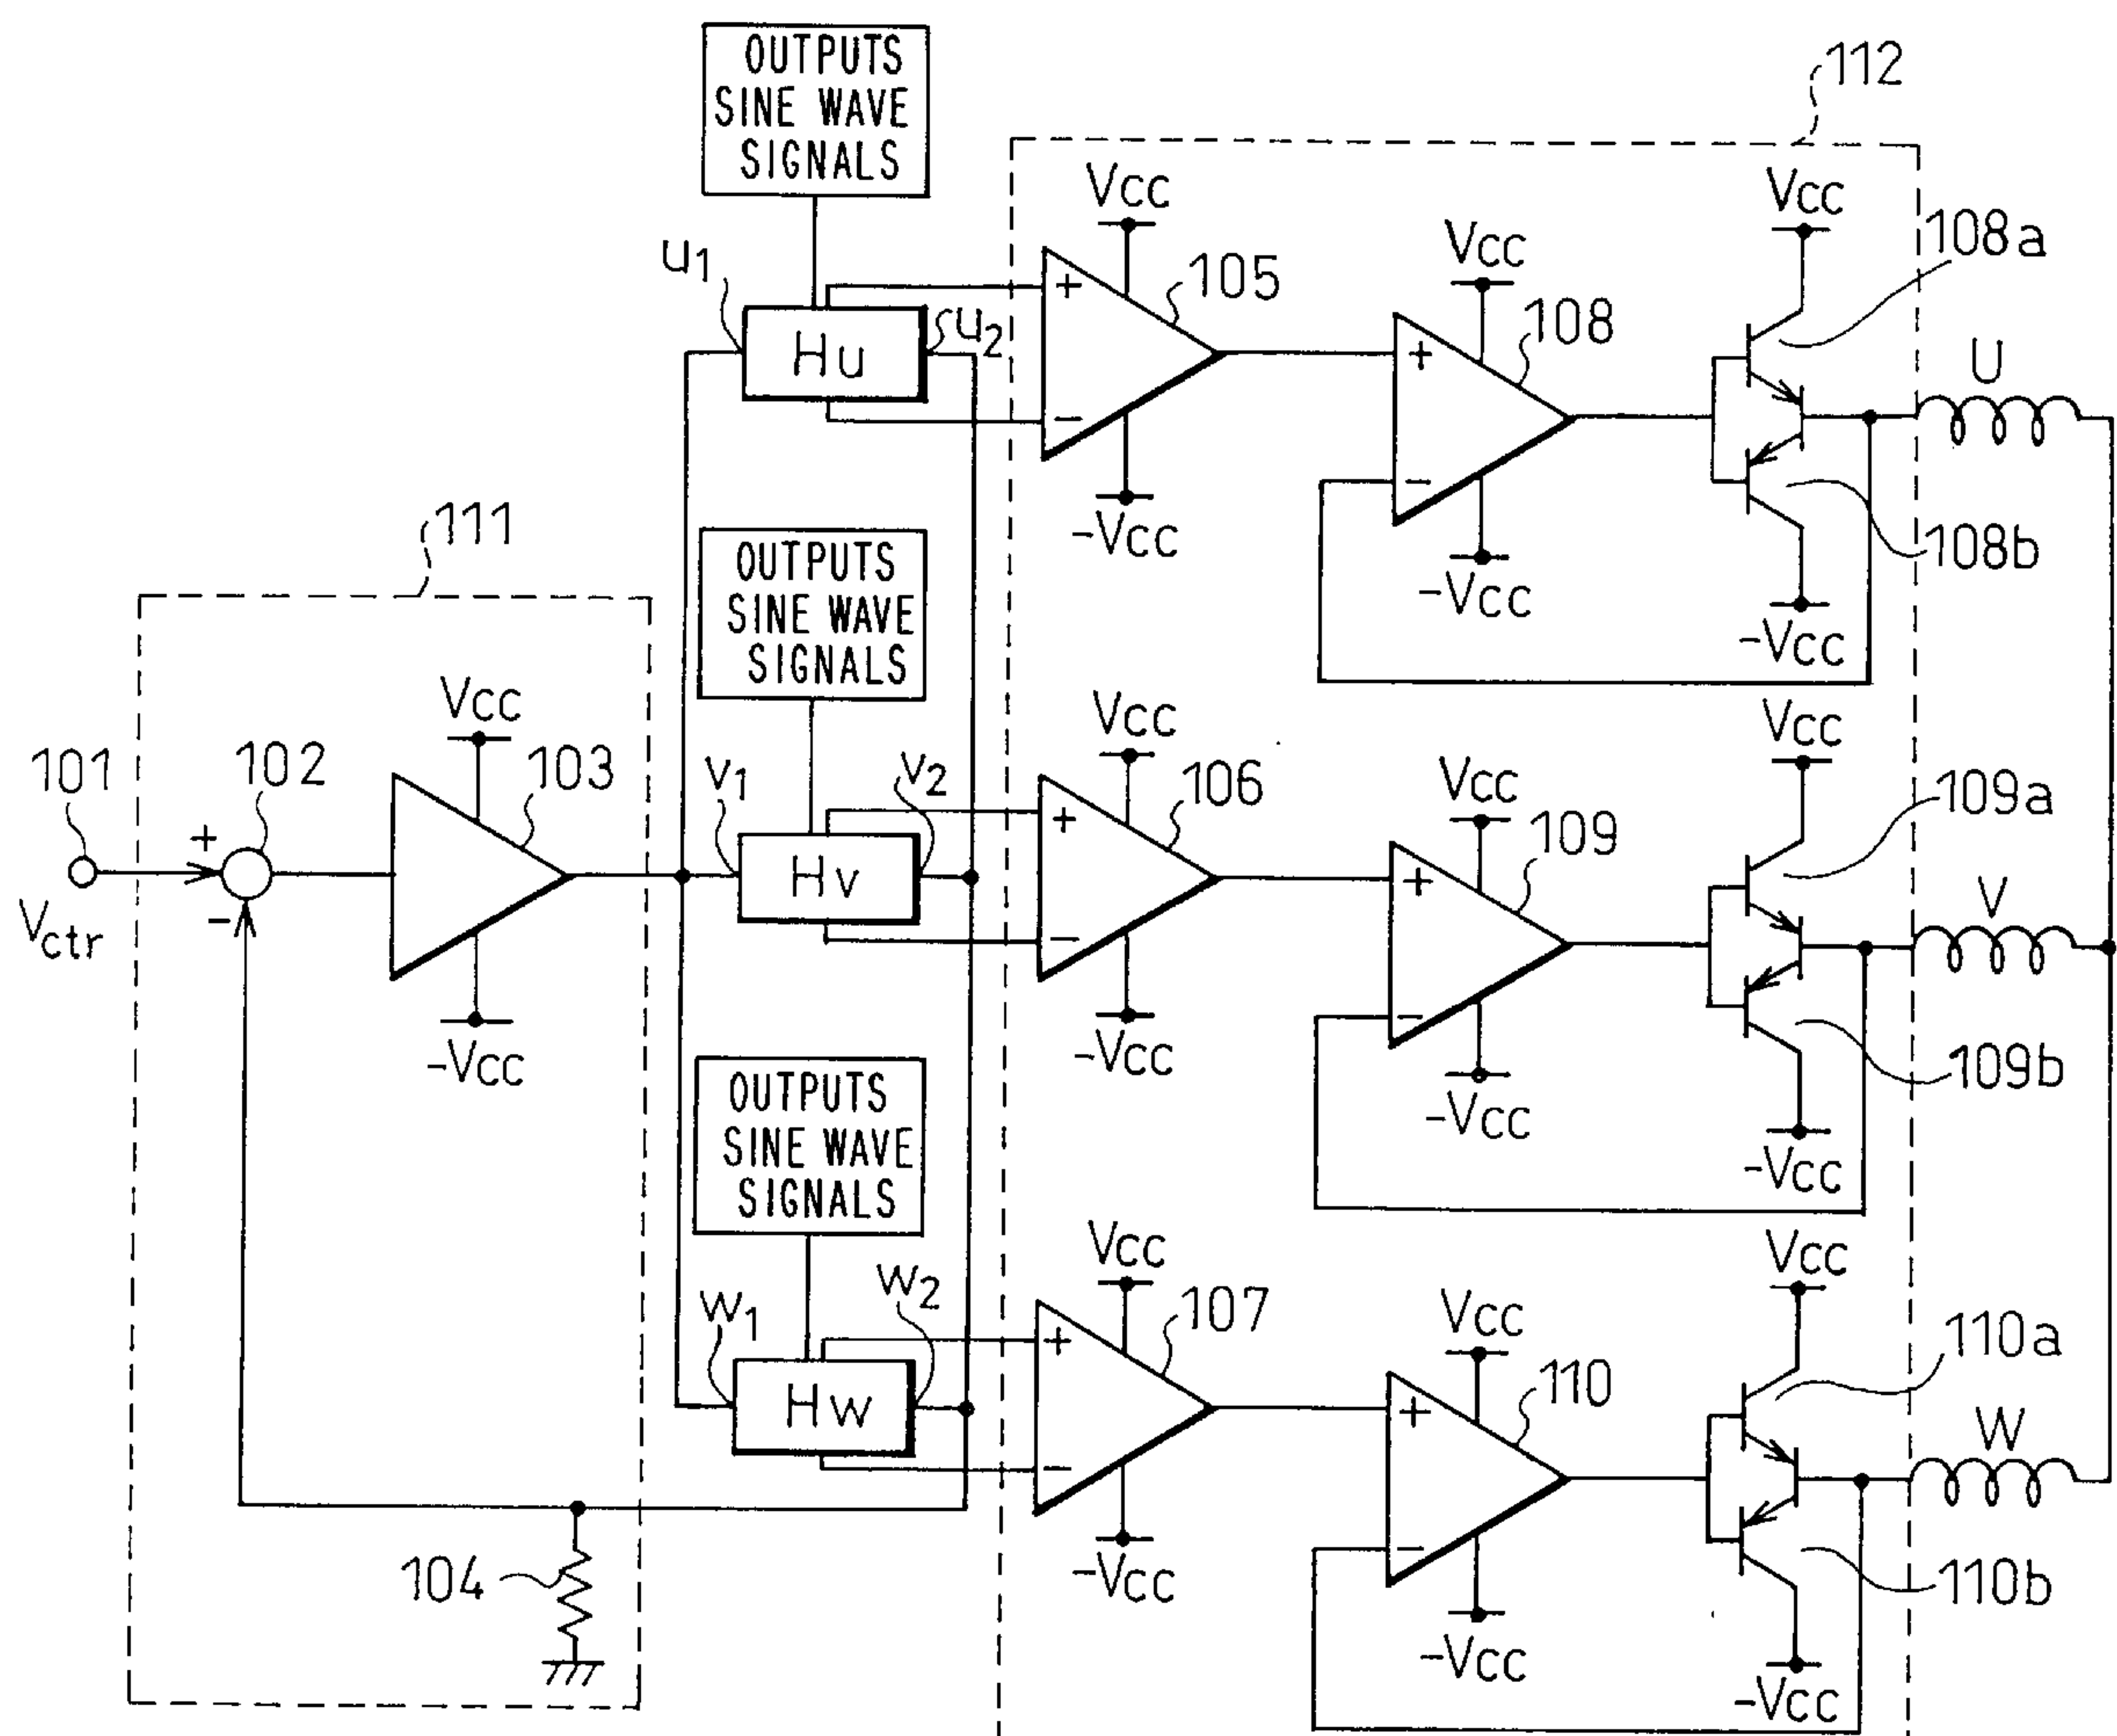 OUTPUTS
SINE WAVE
SIGNALS
112
Vcc
Vcc
Vcc
108a
u1
u2
105
108
Hu
+
-
+
-
U
-Vcc
-Vcc
108b
-Vcc
111
OUTPUTS
SINE WAVE
SIGNALS
Vcc
Vcc
Vcc
Vcc
101
102
103
v1
v2
106
109
109a
+
-
Hv
+
-
+
-
V
Vctr
-Vcc
-Vcc
-Vcc
109b
-Vcc
OUTPUTS
SINE WAVE
SIGNALS
Vcc
Vcc
Vcc
w1
w2
107
110
110a
Hw
+
-
+
-
W
104
-Vcc
-Vcc
110b
-Vcc